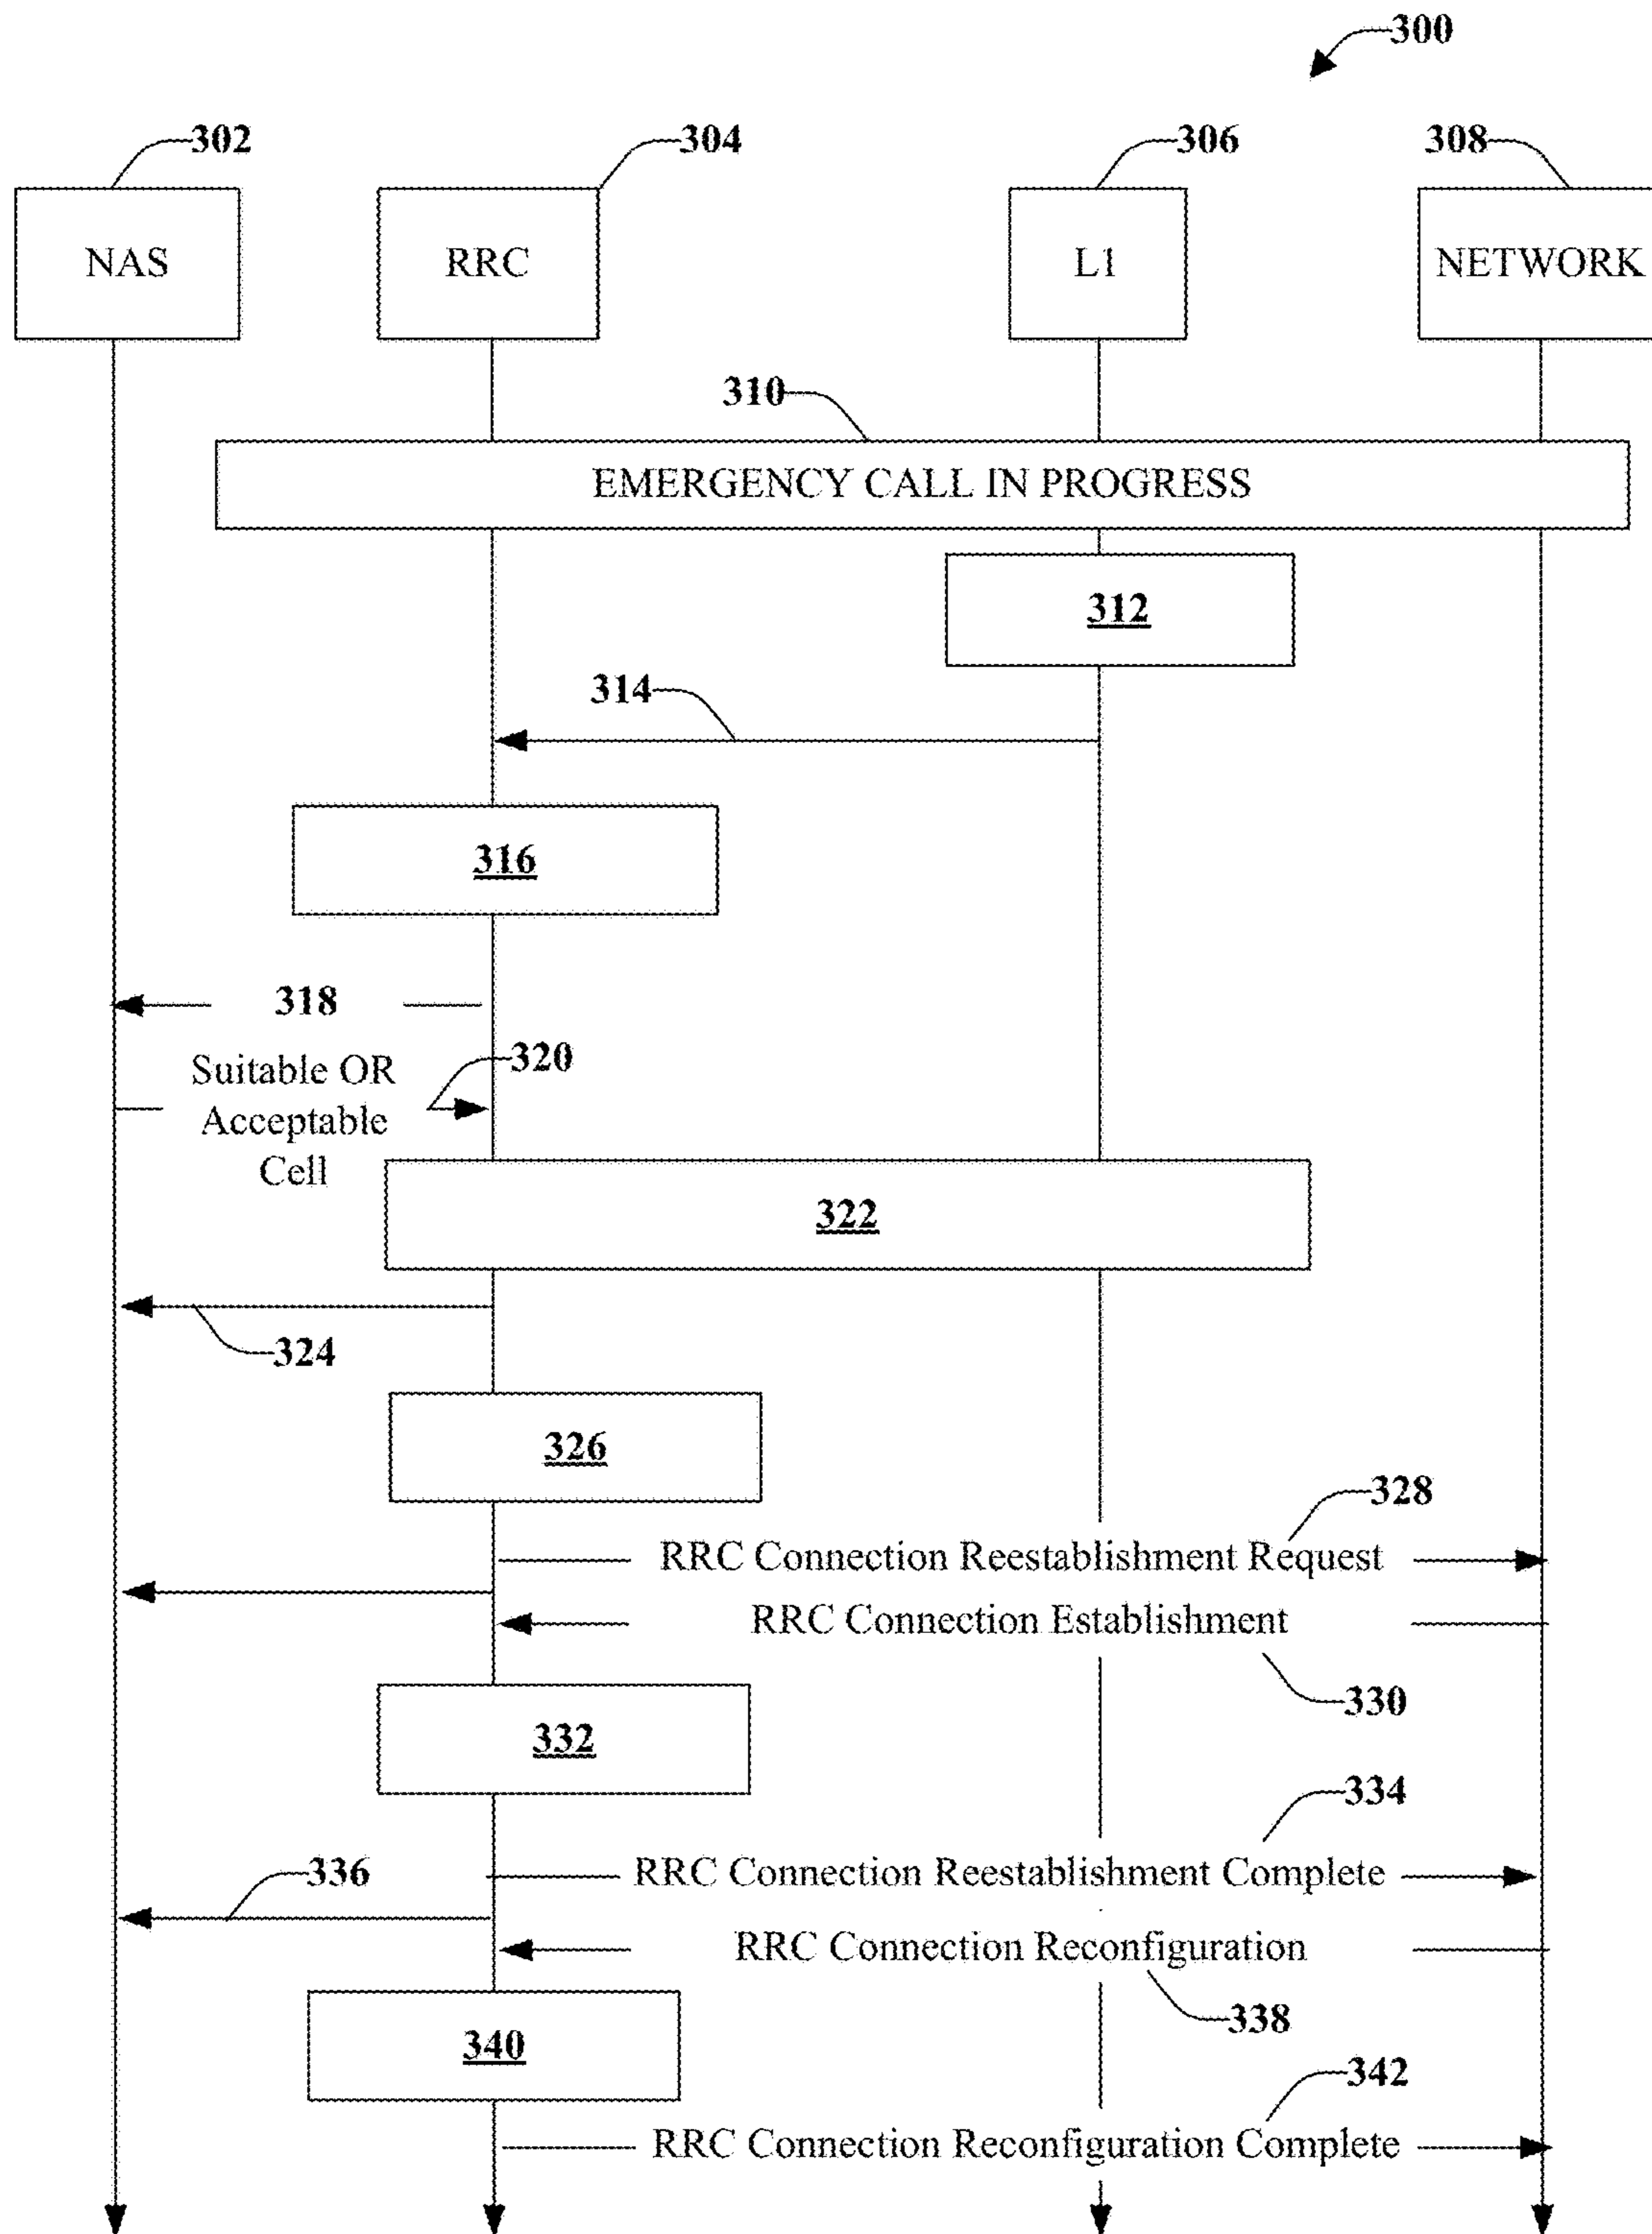 300
302
304
306
308
NAS
RRC
L1
NETWORK
310
EMERGENCY CALL IN PROGRESS
312
314
316
318
320
Suitable OR
Acceptable
Cell
322
324
326
328
RRC Connection Reestablishment Request
RRC Connection Establishment
330
332
334
336
RRC Connection Reestablishment Complete
RRC Connection Reconfiguration
338
340
342
RRC Connection Reconfiguration Complete